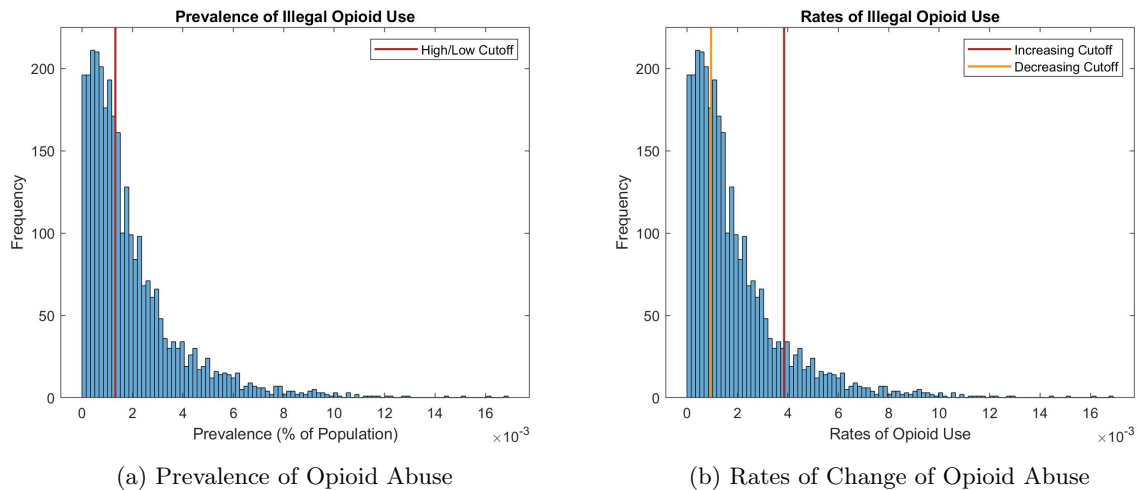 Prevalence of Illegal Opioid Use
High/Low Cutoff
200
150
100
50
0
Frequency
0 2 4 6 8 10 12 14 16
×10⁻³
Prevalence (% of Population)
(a) Prevalence of Opioid Abuse
Rates of Illegal Opioid Use
Increasing Cutoff
Decreasing Cutoff
200
150
100
50
0
Frequency
0 2 4 6 8 10 12 14 16
×10⁻³
Rates of Opioid Use
(b) Rates of Change of Opioid Abuse